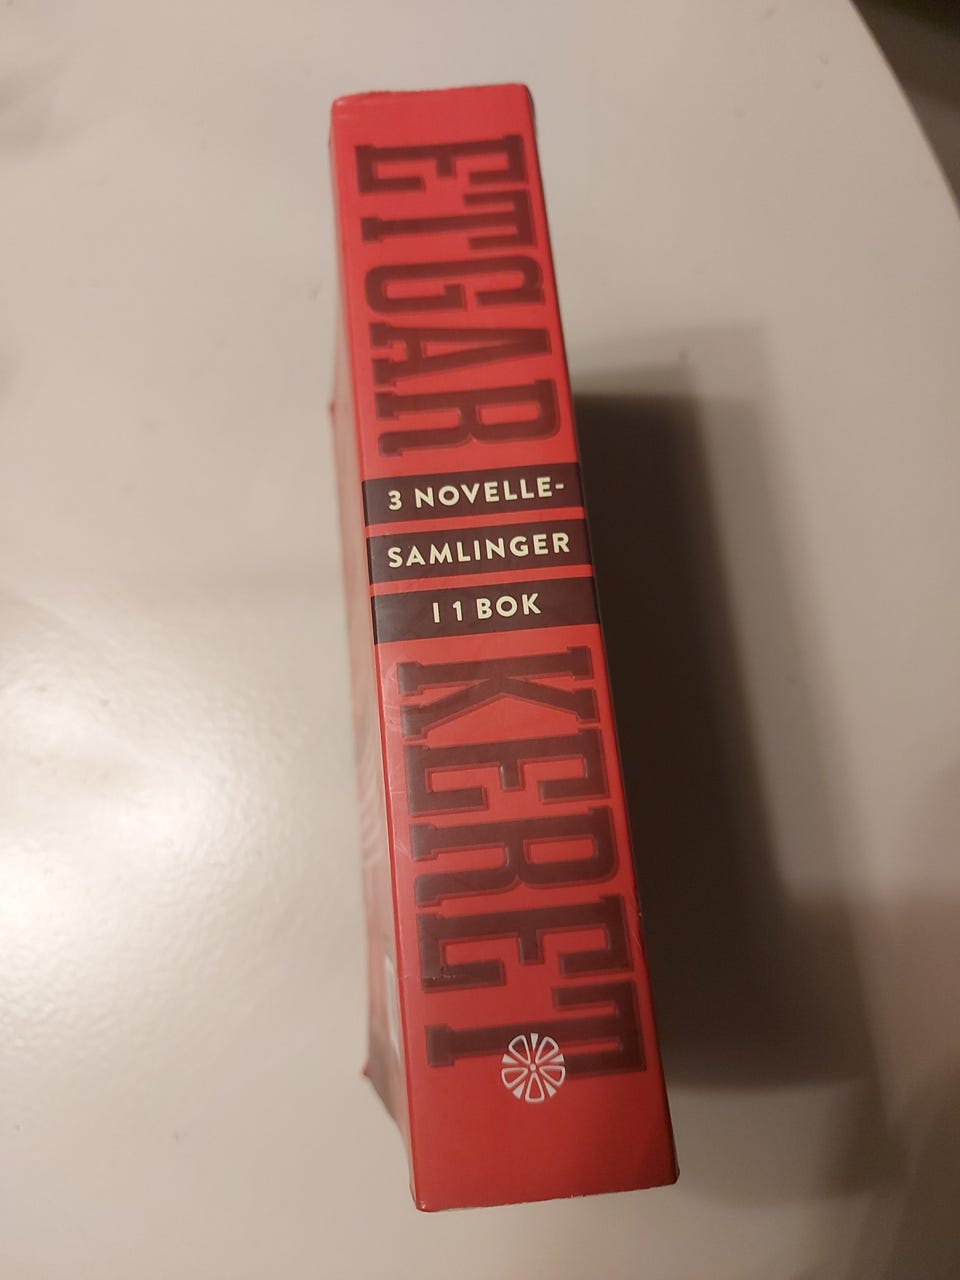 ETGAR
3 NOVELLE-
SAMLINGER
I 1 BOK
KERET